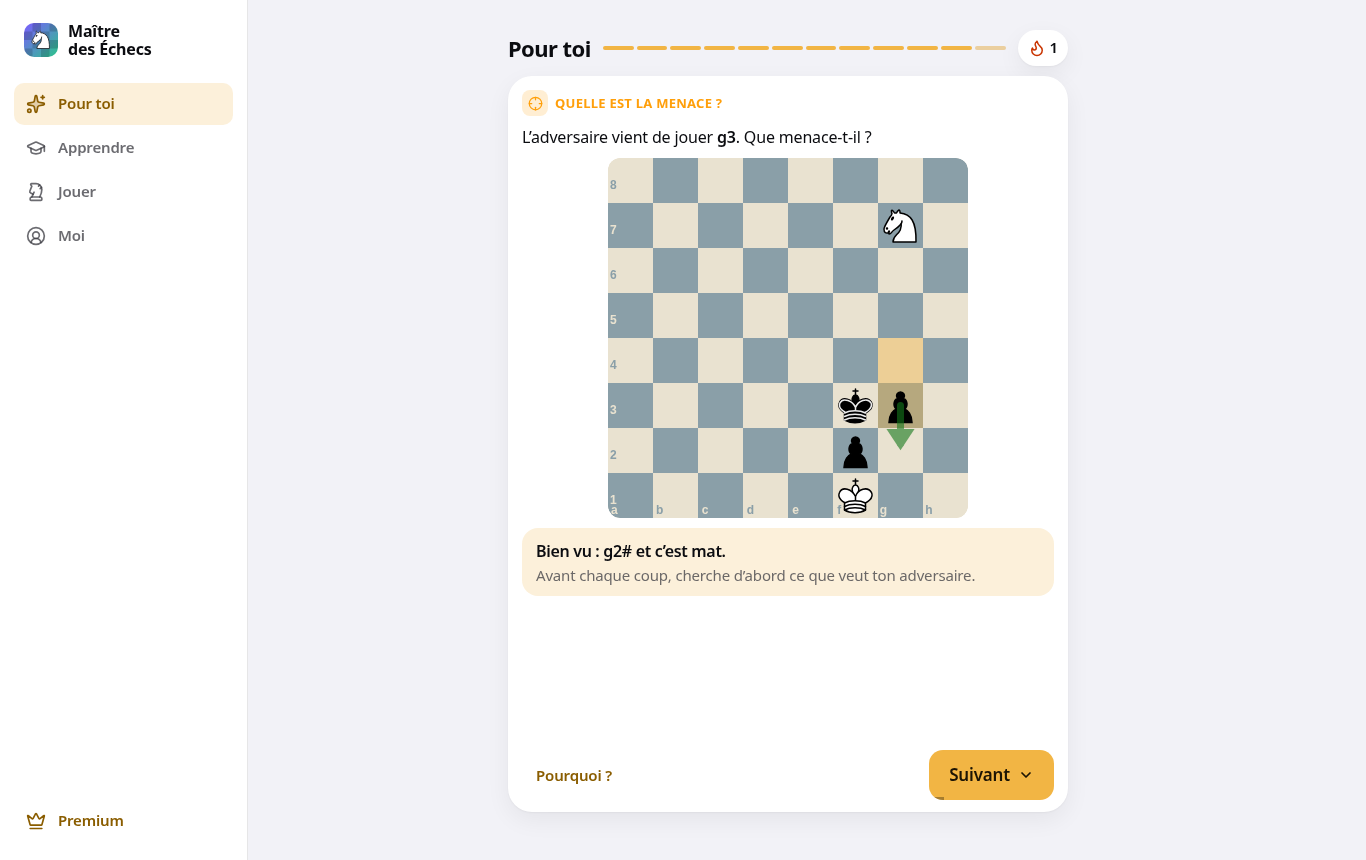 Maître
des Échecs
Pour toi
Apprendre
Jouer
Moi
Premium
Pour toi
1
QUELLE EST LA MENACE ?
L’adversaire vient de jouer g3. Que menace-t-il ?
8
7
6
5
4
3
2
1
a b c d e f g h
Bien vu : g2# et c’est mat.
Avant chaque coup, cherche d’abord ce que veut ton adversaire.
Pourquoi ?
Suivant